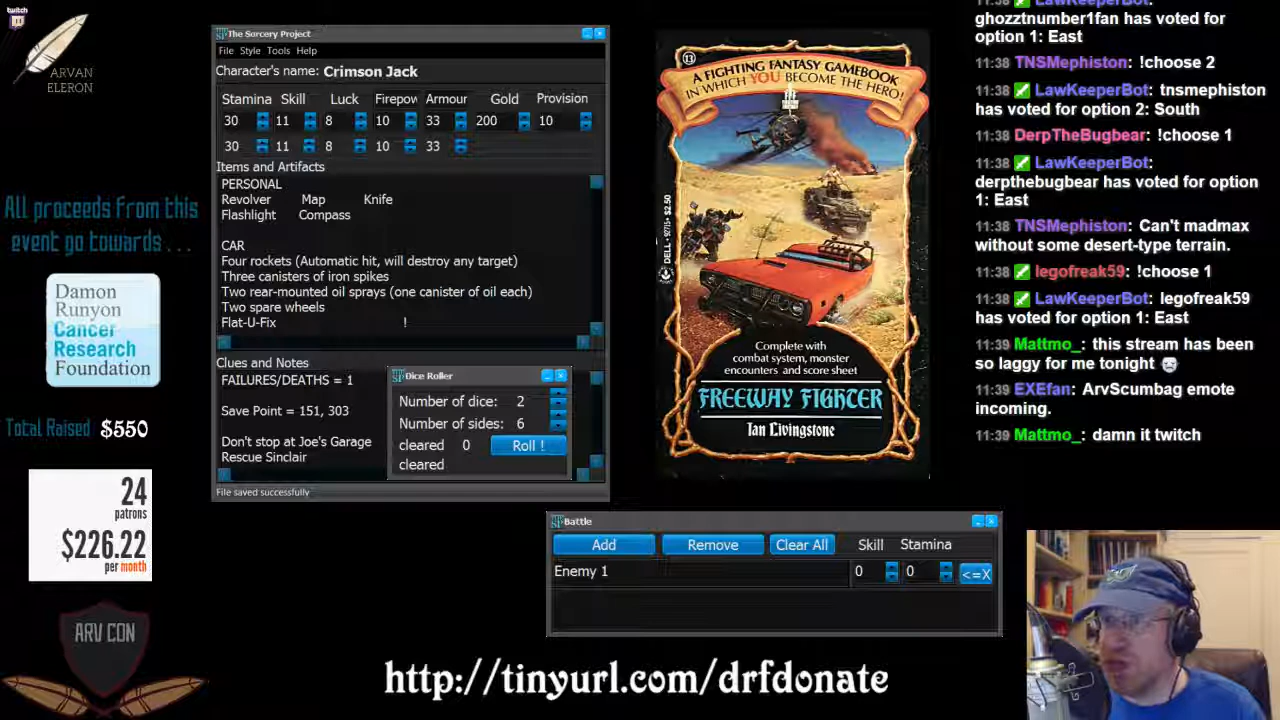 twitch
ARVAN
ELERON
All proceeds from this
event go towards . . .
Damon
Runyon
Cancer
Research
Foundation
Total Raised $550
24
patrons
$226.22
per month
ARV CON
The Sorcery Project
File Style Tools Help
Character's name: Crimson Jack
Stamina Skill Luck Firepow Armour Gold Provision
30 11 8 10 33 200 10
30 11 8 10 33
Items and Artifacts
PERSONAL
Revolver Map Knife
Flashlight Compass
CAR
Four rockets (Automatic hit, will destroy any target)
Three canisters of iron spikes
Two rear-mounted oil sprays (one canister of oil each)
Two spare wheels
Flat-U-Fix !
Clues and Notes
FAILURES/DEATHS = 1
Save Point = 151, 303
Don't stop at Joe's Garage
Rescue Sinclair
File saved successfully
Dice Roller
Number of dice: 2
Number of sides: 6
cleared 0 Roll !
cleared
13
A FIGHTING FANTASY GAMEBOOK
IN WHICH YOU BECOME THE HERO!
DELL • 92715 • $2.50
Complete with
combat system, monster
encounters and score sheet
FREEWAY FIGHTER
Ian Livingstone
Battle
Add Remove Clear All Skill Stamina
Enemy 1 0 0 <=X
http://tinyurl.com/drfdonate
11:38 LawKeeperBot:
ghozztnumber1fan has voted for
option 1: East
11:38 TNSMephiston: !choose 2
11:38 LawKeeperBot: tnsmephiston
has voted for option 2: South
11:38 DerpTheBugbear: !choose 1
11:38 LawKeeperBot:
derpthebugbear has voted for option
1: East
11:38 TNSMephiston: Can't madmax
without some desert-type terrain.
11:38 legofreak59: !choose 1
11:38 LawKeeperBot: legofreak59
has voted for option 1: East
11:39 Mattmo_: this stream has been
so laggy for me tonight
11:39 EXEfan: ArvScumbag emote
incoming.
11:39 Mattmo_: damn it twitch